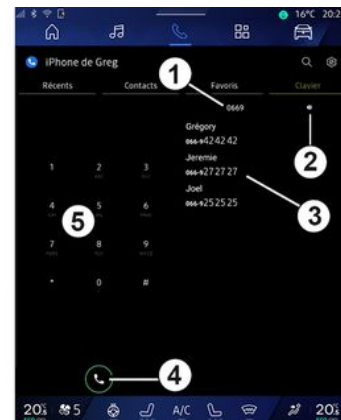 16°C 20:2
iPhone de Greg
Récents Contacts Favoris Clavier
1
0669
Grégory
066-9424242
2
1 2 3
Jeremie
066-9272727
3
Joel
066-9252525
4 5 6
5
7 8 9
* 0 #
4
20 5 A/C 20